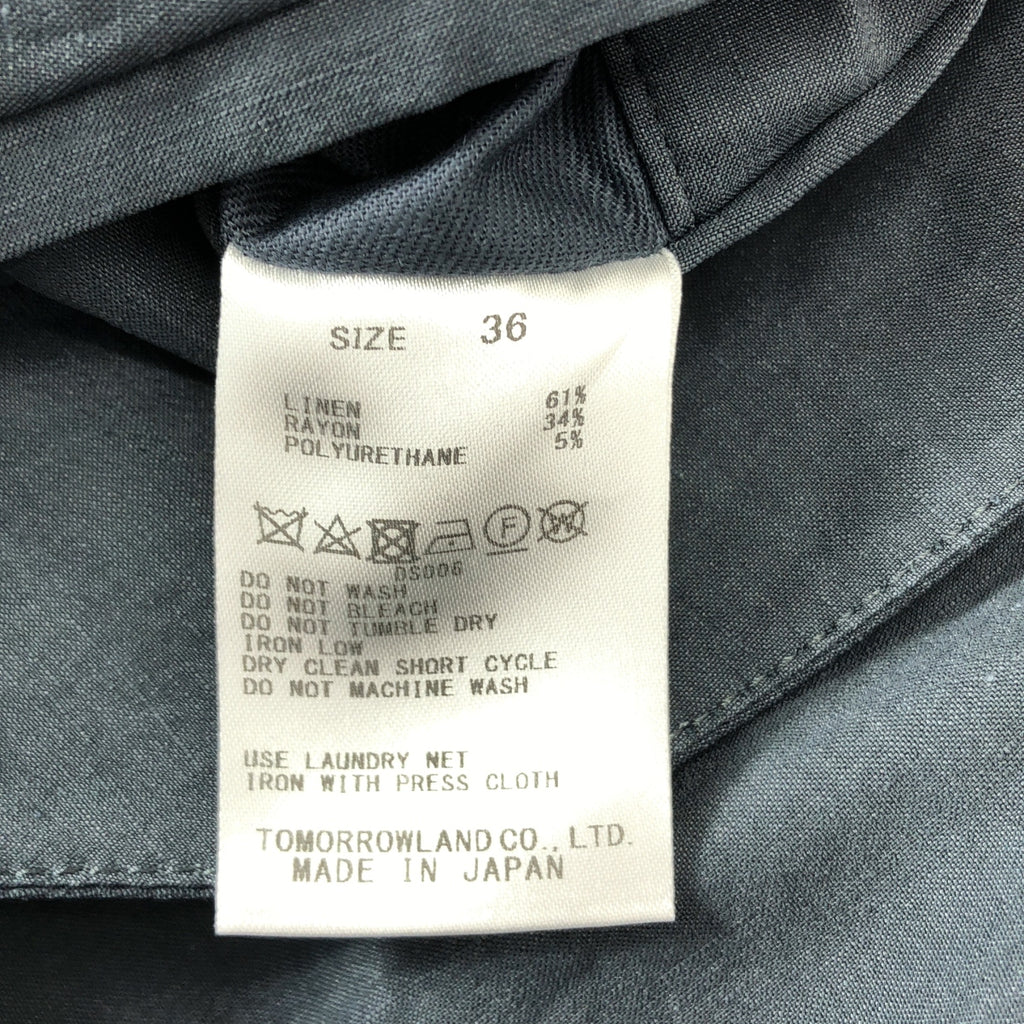 SIZE 36
LINEN 61%
RAYON 34%
POLYURETHANE 5%
F W
DS006
DO NOT WASH
DO NOT BLEACH
DO NOT TUMBLE DRY
IRON LOW
DRY CLEAN SHORT CYCLE
DO NOT MACHINE WASH
USE LAUNDRY NET
IRON WITH PRESS CLOTH
TOMORROWLAND CO., LTD.
MADE IN JAPAN